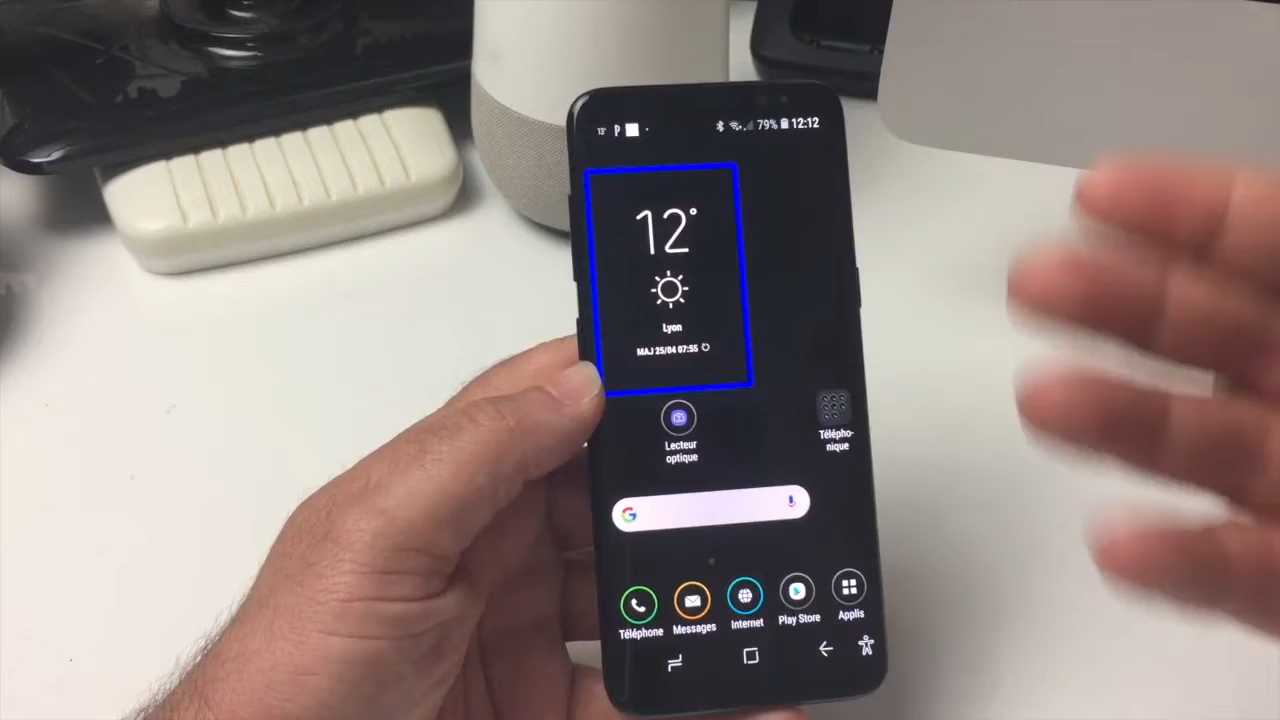 13° P 79% 12:12
12°
Lyon
MAJ 25/04 07:55
Lecteur
optique
Télépho-
nique
G
Téléphone Messages Internet Play Store Applis